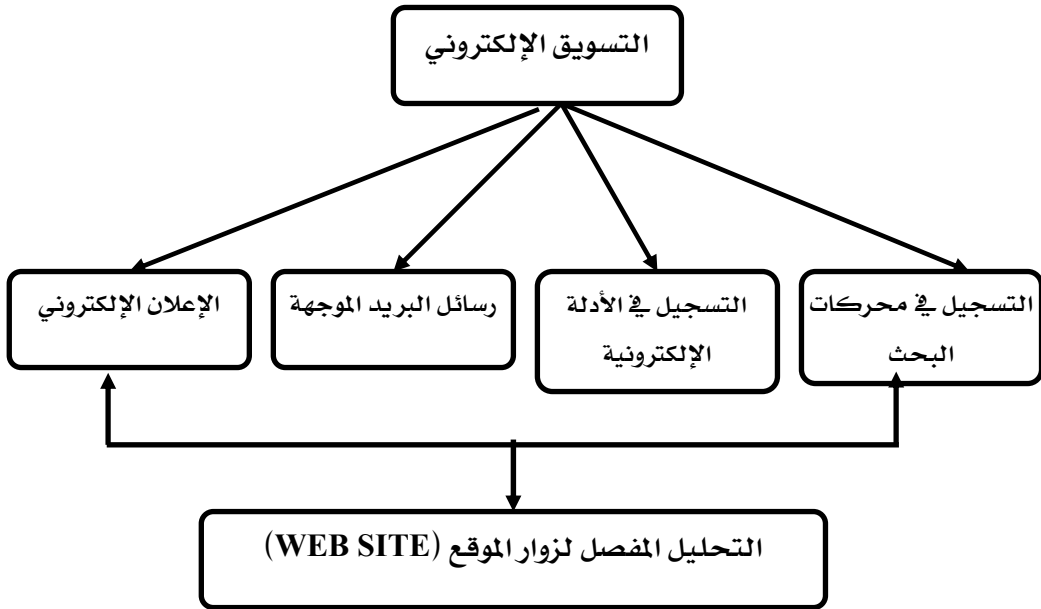 التسويق الإلكتروني
التسجيل في محركات
البحث
التسجيل في الأدلة
الإلكترونية
رسائل البريد الموجهة
الإعلان الإلكتروني
التحليل المفصل لزوار الموقع (WEB SITE)